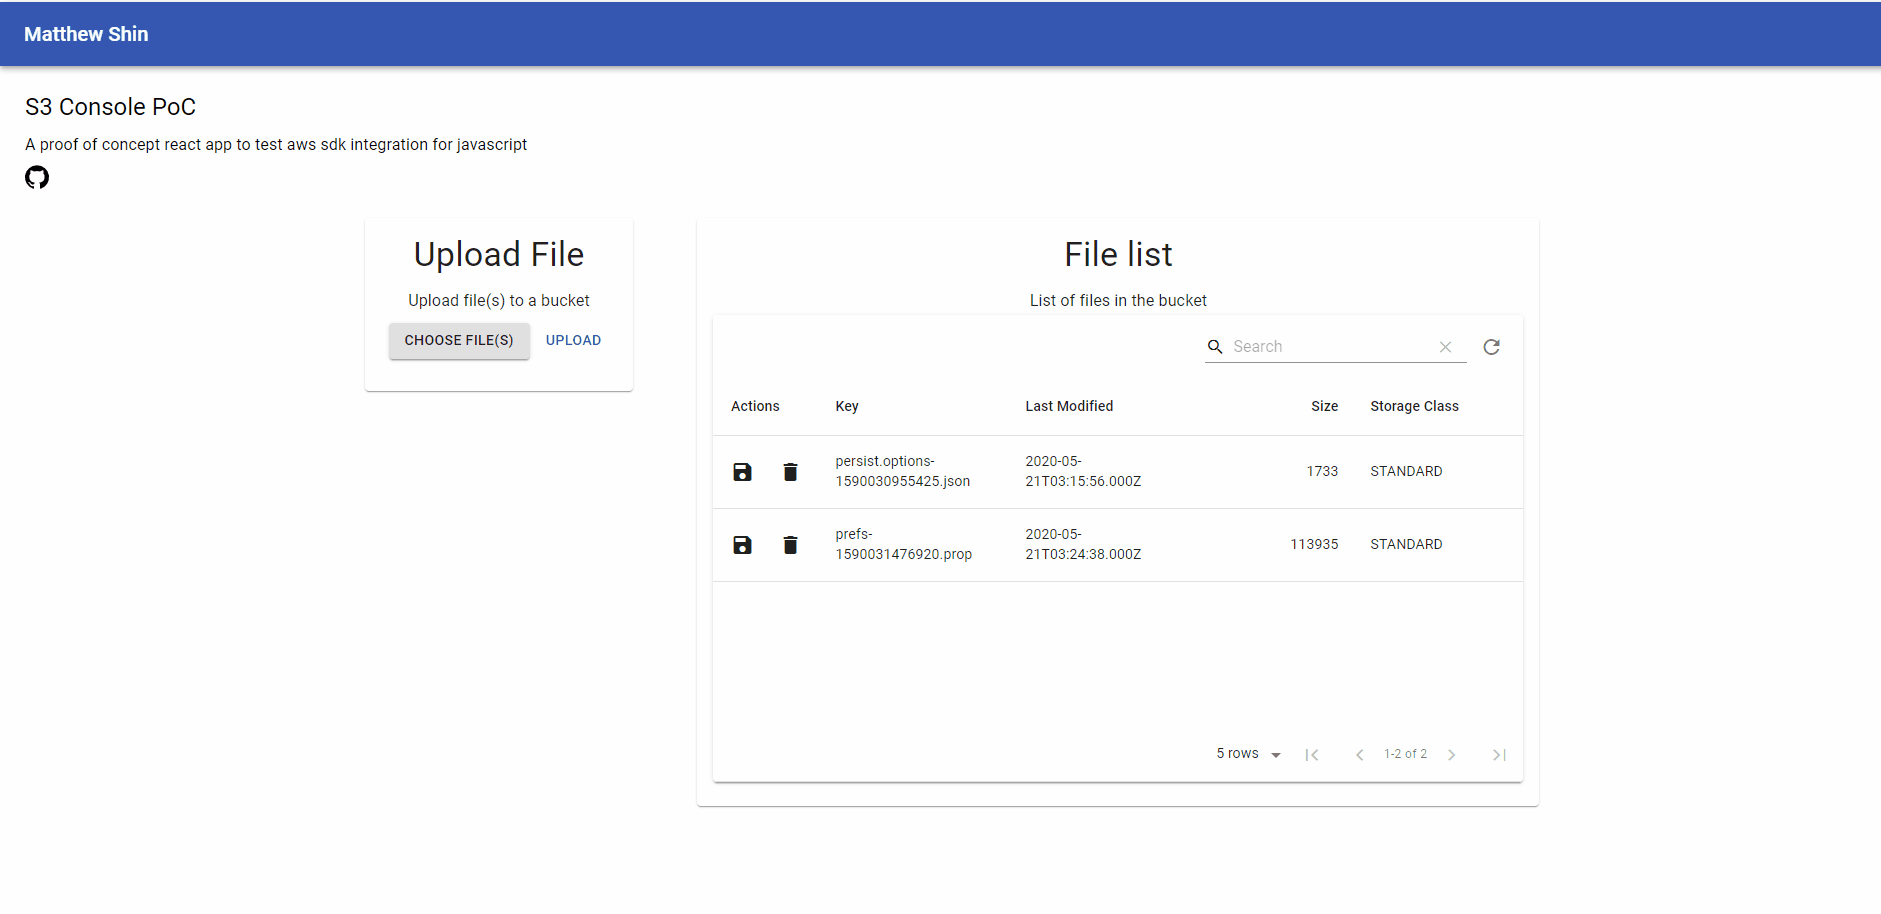 Matthew Shin
S3 Console PoC
A proof of concept react app to test aws sdk integration for javascript
Upload File
Upload file(s) to a bucket
CHOOSE FILE(S) UPLOAD
File list
List of files in the bucket
Search
Actions Key Last Modified Size Storage Class
persist.options-
1590030955425.json
2020-05-
21T03:15:56.000Z
1733
STANDARD
prefs-
1590031476920.prop
2020-05-
21T03:24:38.000Z
113935
STANDARD
5 rows 1-2 of 2